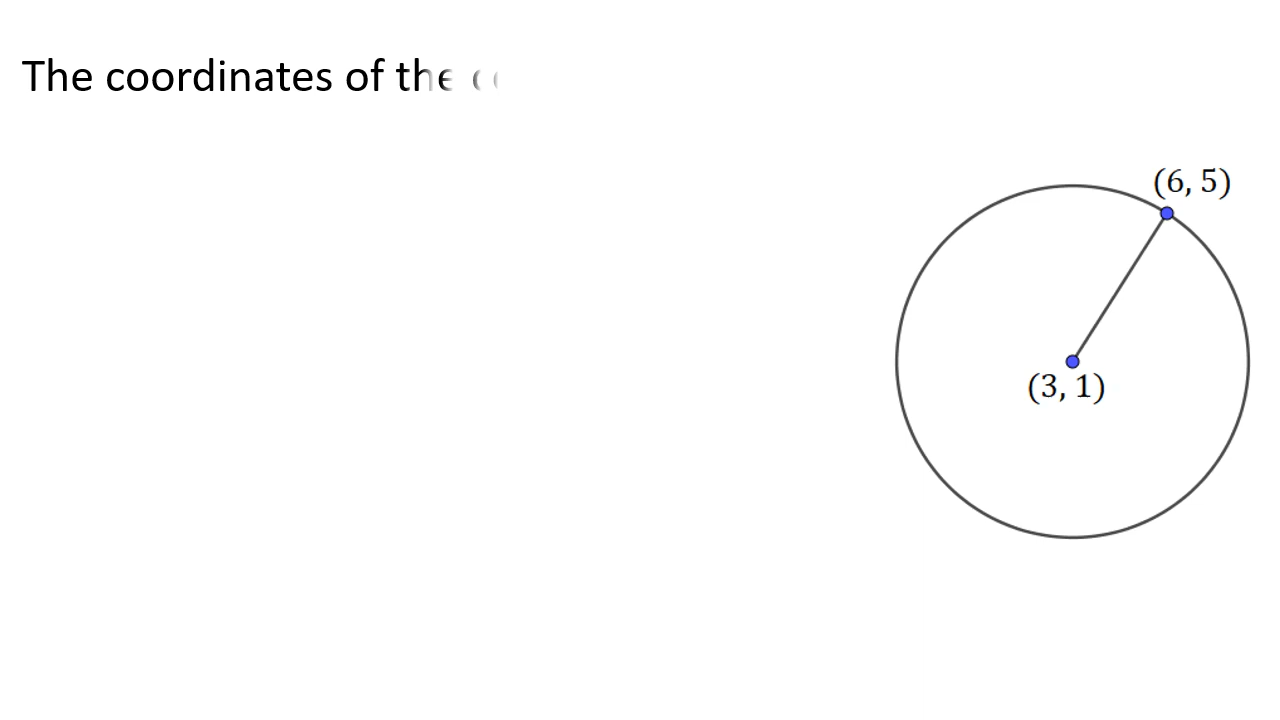 The coordinates of the
(6, 5)
(3, 1)